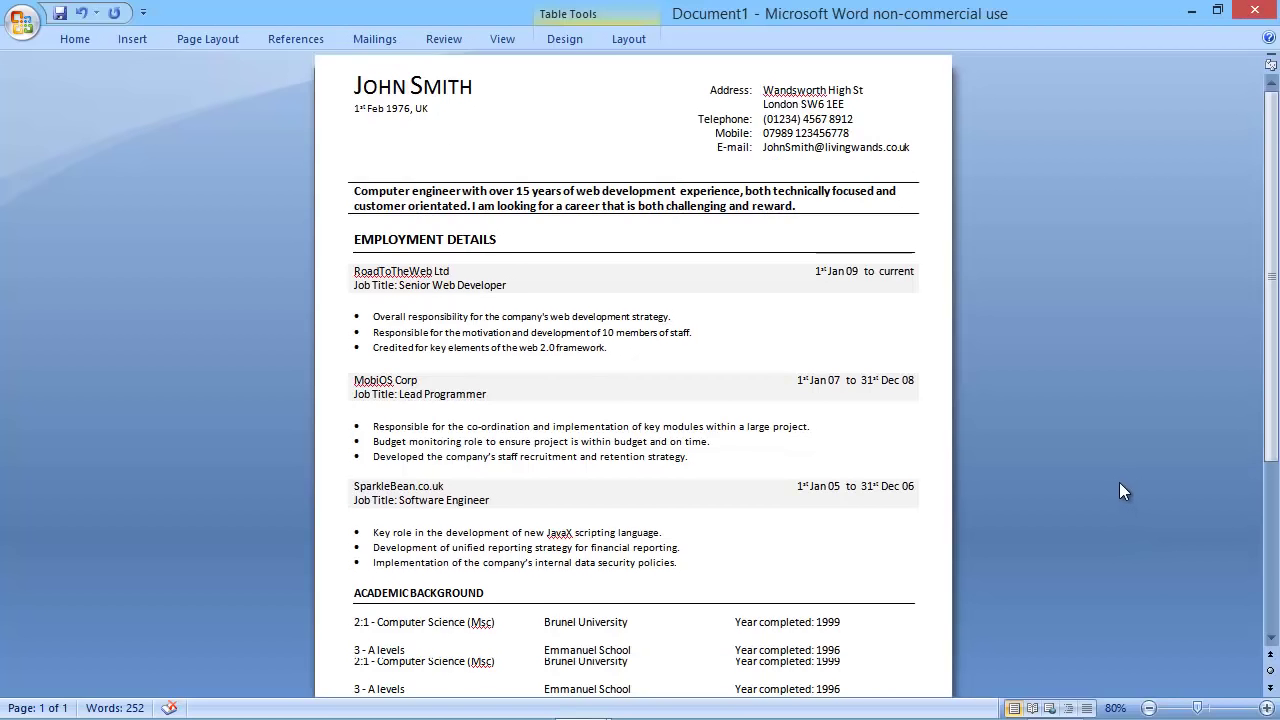 Table Tools
Document1 - Microsoft Word non-commercial use
Home Insert Page Layout References Mailings Review View Design Layout
JOHN SMITH
1st Feb 1976, UK
Address: Wandsworth High St
London SW6 1EE
Telephone: (01234) 4567 8912
Mobile: 07989 123456778
E-mail: JohnSmith@livingwands.co.uk
Computer engineer with over 15 years of web development experience, both technically focused and
customer orientated. I am looking for a career that is both challenging and reward.
EMPLOYMENT DETAILS
RoadToTheWeb Ltd 1st Jan 09 to current
Job Title: Senior Web Developer
• Overall responsibility for the company's web development strategy.
• Responsible for the motivation and development of 10 members of staff.
• Credited for key elements of the web 2.0 framework.
MobiOS Corp 1st Jan 07 to 31st Dec 08
Job Title: Lead Programmer
• Responsible for the co-ordination and implementation of key modules within a large project.
• Budget monitoring role to ensure project is within budget and on time.
• Developed the company's staff recruitment and retention strategy.
SparkleBean.co.uk 1st Jan 05 to 31st Dec 06
Job Title: Software Engineer
• Key role in the development of new JavaX scripting language.
• Development of unified reporting strategy for financial reporting.
• Implementation of the company's internal data security policies.
ACADEMIC BACKGROUND
2:1 - Computer Science (Msc) Brunel University Year completed: 1999
3 - A levels Emmanuel School Year completed: 1996
2:1 - Computer Science (Msc) Brunel University Year completed: 1999
3 - A levels Emmanuel School Year completed: 1996
Page: 1 of 1 Words: 252 80%